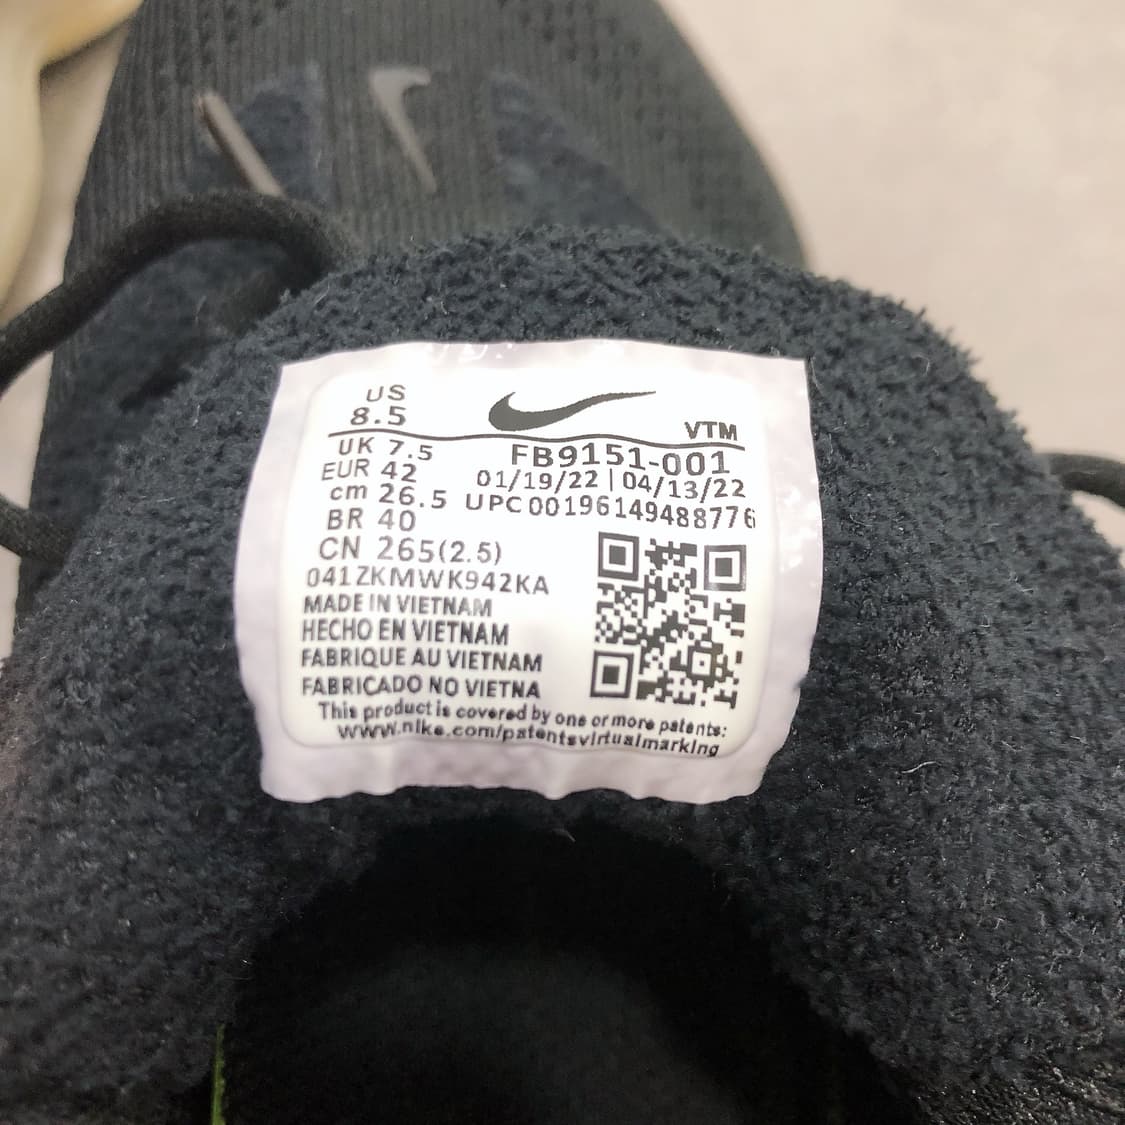 US
8.5
VTM
UK 7.5
EUR 42
cm 26.5
BR 40
CN 265(2.5)
FB9151-001
01/19/22 | 04/13/22
UPC 00196149488776
041ZKMWK942KA
MADE IN VIETNAM
HECHO EN VIETNAM
FABRIQUE AU VIETNAM
FABRICADO NO VIETNA
This product is covered by one or more patents:
www.nike.com/patentsvirtualmarking